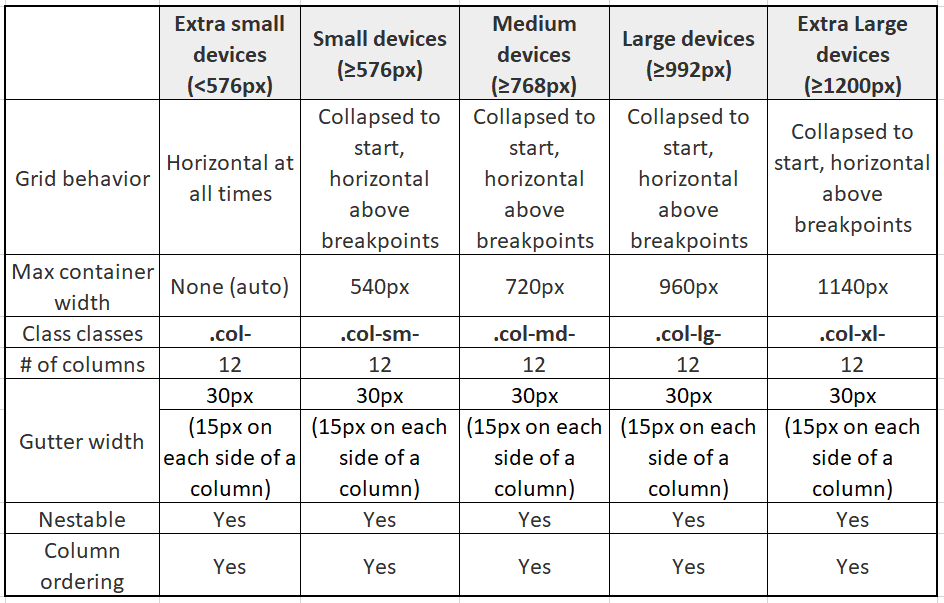 Extra small devices (<576px)
Small devices (≥576px)
Medium devices (≥768px)
Large devices (≥992px)
Extra Large devices (≥1200px)
Grid behavior
Horizontal at all times
Collapsed to start, horizontal above breakpoints
Collapsed to start, horizontal above breakpoints
Collapsed to start, horizontal above breakpoints
Collapsed to start, horizontal above breakpoints
Max container width
None (auto)
540px
720px
960px
1140px
Class classes
.col-
.col-sm-
.col-md-
.col-lg-
.col-xl-
# of columns
12
12
12
12
12
Gutter width
30px
30px
30px
30px
30px
(15px on each side of a column)
(15px on each side of a column)
(15px on each side of a column)
(15px on each side of a column)
(15px on each side of a column)
Nestable
Yes
Yes
Yes
Yes
Yes
Column ordering
Yes
Yes
Yes
Yes
Yes